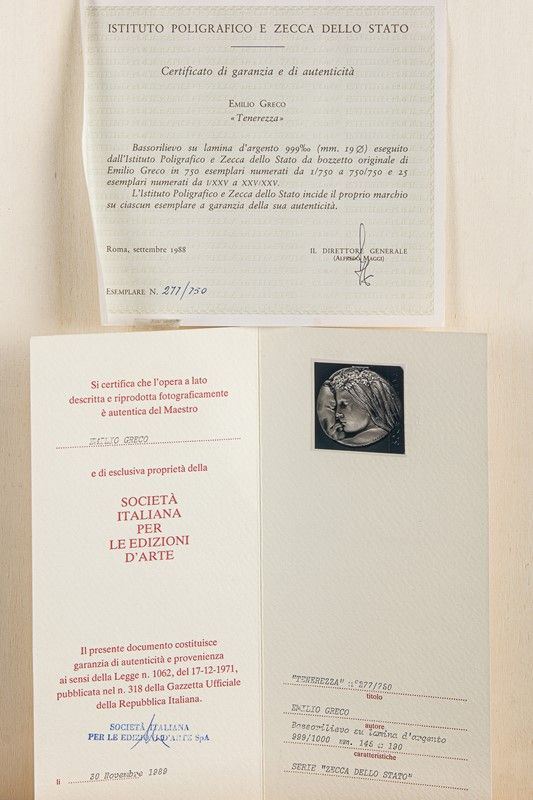 ISTITUTO POLIGRAFICO E ZECCA DELLO STATO
Certificato di garanzia e di autenticità
EMILIO GRECO
«Tenerezza»
Bassorilievo su lamina d'argento 999‰ (mm. 19 Ø) eseguito
dall'Istituto Poligrafico e Zecca dello Stato da bozzetto originale di
Emilio Greco in 750 esemplari numerati da 1/750 a 750/750 e 25
esemplari numerati da I/XXV a XXV/XXV.
L'Istituto Poligrafico e Zecca dello Stato incide il proprio marchio
su ciascun esemplare a garanzia della sua autenticità.
Roma, settembre 1988
IL DIRETTORE GENERALE
(ALFREDO MAGGI)
ESEMPLARE N. 277/750
Si certifica che l'opera a lato
descritta e riprodotta fotograficamente
è autentica del Maestro
EMILIO GRECO
e di esclusiva proprietà della
SOCIETÀ
ITALIANA
PER
LE EDIZIONI
D'ARTE
Il presente documento costituisce
garanzia di autenticità e provenienza
ai sensi della Legge n. 1062, del 17-12-1971,
pubblicata nel n. 318 della Gazzetta Ufficiale
della Repubblica Italiana.
SOCIETÀ ITALIANA
PER LE EDIZIONI D'ARTE SpA
li 30 Novembre 1989
"TENEREZZA" n°277/750
titolo
EMILIO GRECO
autore
Bassorilievo su lamina d'argento
999/1000 mm. 146 x 190
caratteristiche
SERIE "ZECCA DELLO STATO"